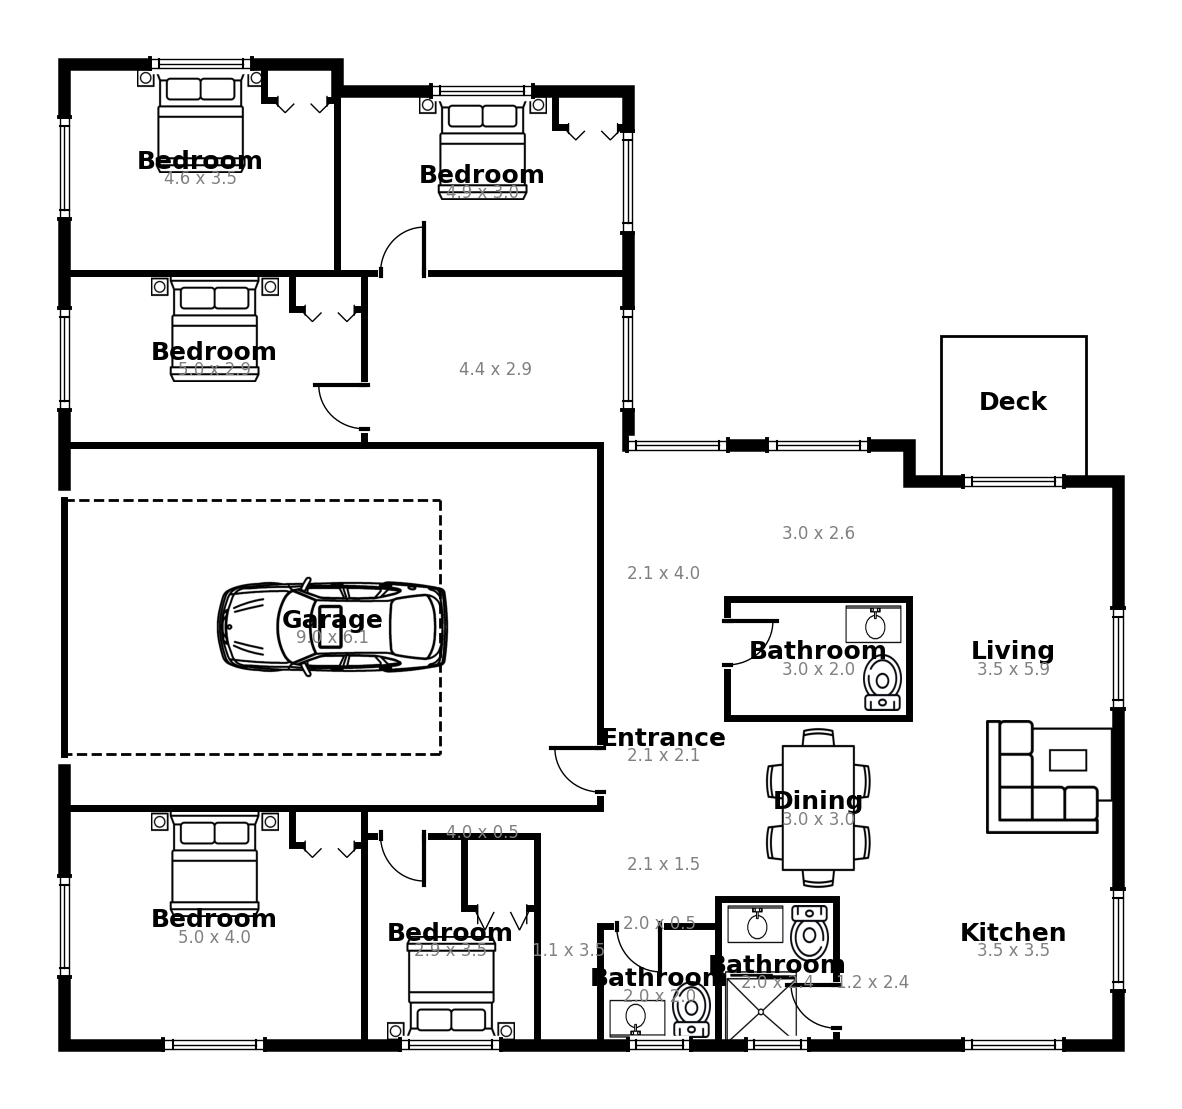 Bedroom
4.6 x 3.5
Bedroom
4.9 x 3.0
Bedroom
5.0 x 2.9
4.4 x 2.9
Deck
3.0 x 2.6
2.1 x 4.0
Garage
9.0 x 6.1
Bathroom
3.0 x 2.0
Living
3.5 x 5.9
Entrance
2.1 x 2.1
Dining
3.0 x 3.0
4.0 x 0.5
2.1 x 1.5
Bedroom
5.0 x 4.0
Bedroom
2.9 x 3.5
1.1 x 3.5
2.0 x 0.5
Bathroom
2.0 x 2.0
Bathroom
2.0 x 2.4
1.2 x 2.4
Kitchen
3.5 x 3.5